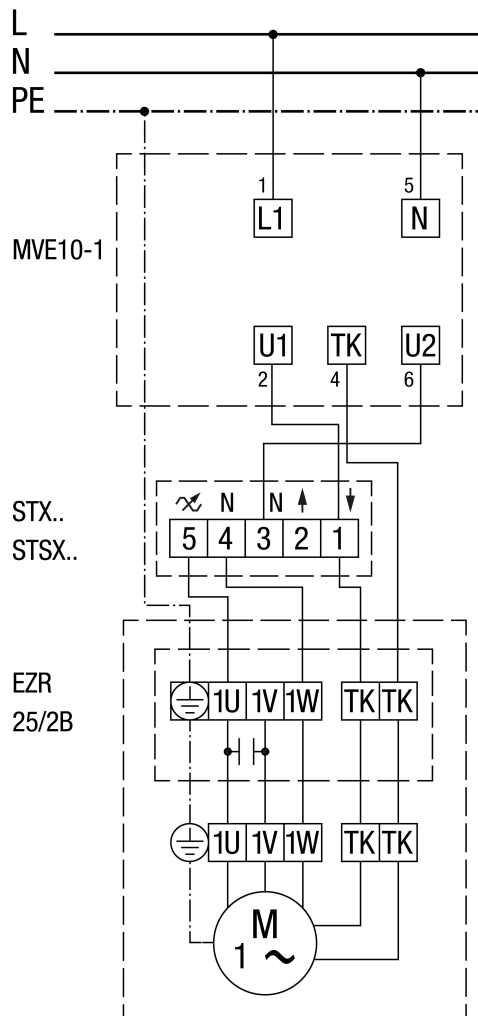 L
N
PE
1 5
L1 N
MVE10-1
U1 TK U2
2 4 6
STX..
STSX..
N N
5 4 3 2 1
EZR
25/2B
1U 1V 1W TK TK
1U 1V 1W TK TK
M
1 ~